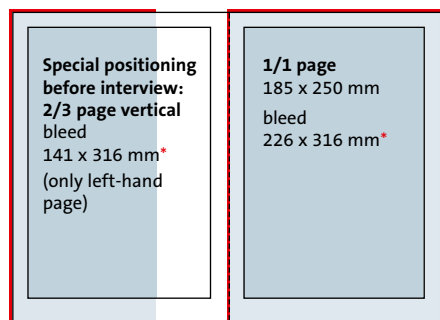 Special positioning
before interview:
2/3 page vertical
bleed
141 x 316 mm*
(only left-hand
page)
1/1 page
185 x 250 mm
bleed
226 x 316 mm*